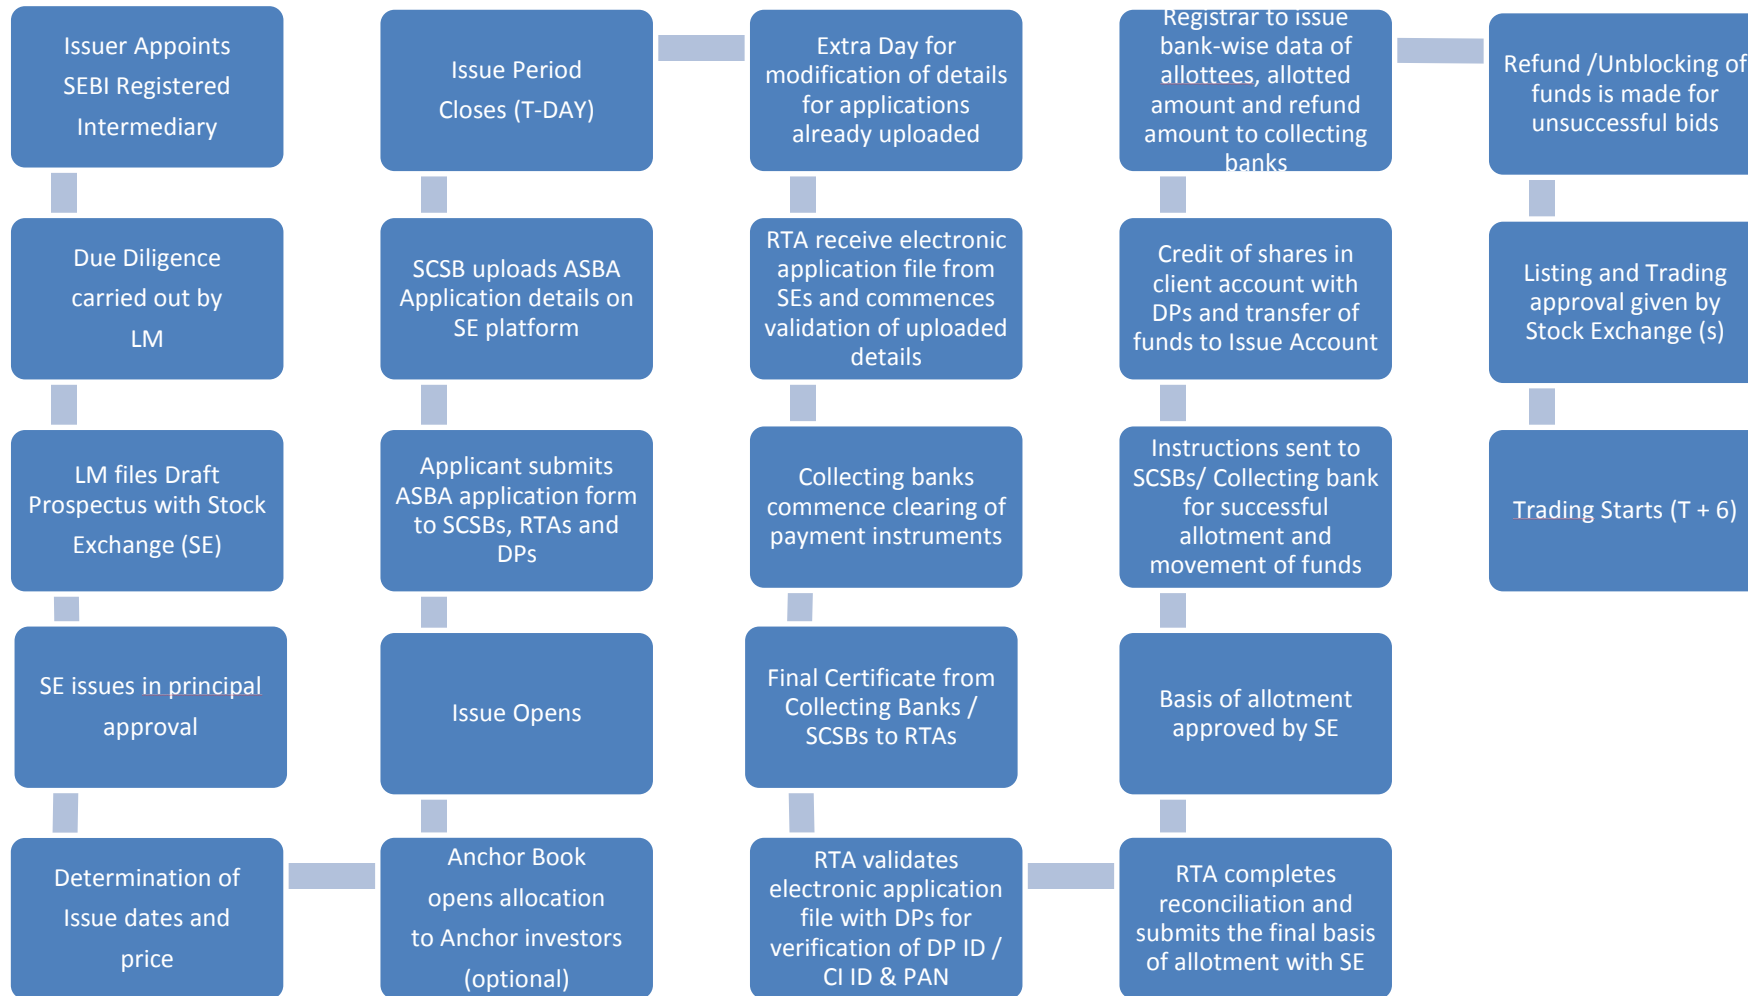 Issuer Appoints
SEBI Registered
Intermediary
Due Diligence
carried out by
LM
LM files Draft
Prospectus with Stock
Exchange (SE)
SE issues in principal
approval
Determination of
Issue dates and
price
Anchor Book
opens allocation
to Anchor investors
(optional)
Issue Opens
Applicant submits
ASBA application form
to SCSBs, RTAs and
DPs
SCSB uploads ASBA
Application details on
SE platform
Issue Period
Closes (T-DAY)
Extra Day for
modification of details
for applications
already uploaded
RTA receive electronic
application file from
SEs and commences
validation of uploaded
details
Collecting banks
commence clearing of
payment instruments
Final Certificate from
Collecting Banks /
SCSBs to RTAs
RTA validates
electronic application
file with DPs for
verification of DP ID /
CI ID & PAN
RTA completes
reconciliation and
submits the final basis
of allotment with SE
Basis of allotment
approved by SE
Instructions sent to
SCSBs/ Collecting bank
for successful
allotment and
movement of funds
Credit of shares in
client account with
DPs and transfer of
funds to Issue Account
Registrar to issue
bank-wise data of
allottees, allotted
amount and refund
amount to collecting
banks
Refund /Unblocking of
funds is made for
unsuccessful bids
Listing and Trading
approval given by
Stock Exchange (s)
Trading Starts (T + 6)